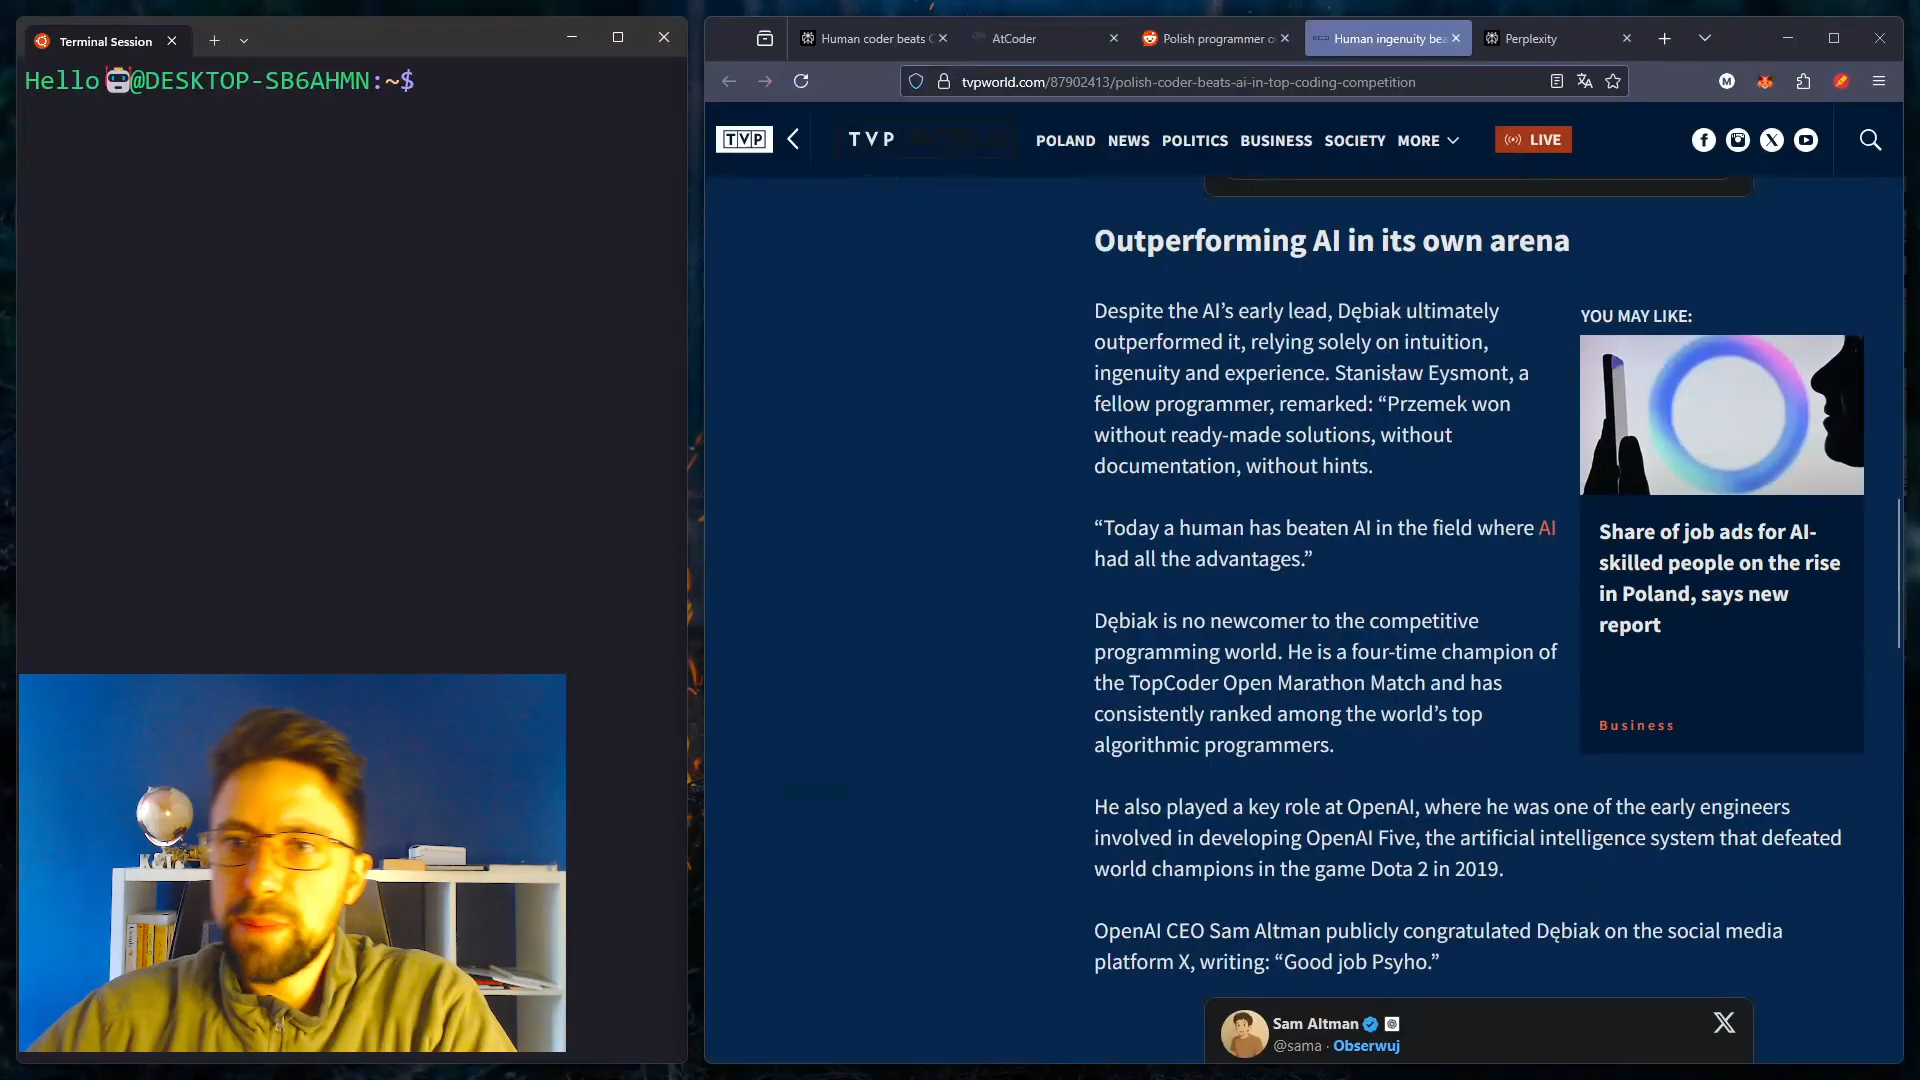 Terminal Session
Hello🤖@DESKTOP-SB6AHMN:~$
Human coder beats
AtCoder
Polish programmer
Human ingenuity bea
Perplexity
tvpworld.com/87902413/polish-coder-beats-ai-in-top-coding-competition
M
TVP
TVP WORLD
POLAND
NEWS
POLITICS
BUSINESS
SOCIETY
MORE
LIVE
Outperforming AI in its own arena
Despite the AI’s early lead, Dębiak ultimately
outperformed it, relying solely on intuition,
ingenuity and experience. Stanisław Eysmont, a
fellow programmer, remarked: “Przemek won
without ready-made solutions, without
documentation, without hints.
“Today a human has beaten AI in the field where AI
had all the advantages.”
Dębiak is no newcomer to the competitive
programming world. He is a four-time champion of
the TopCoder Open Marathon Match and has
consistently ranked among the world’s top
algorithmic programmers.
YOU MAY LIKE:
Share of job ads for AI-
skilled people on the rise
in Poland, says new
report
Business
He also played a key role at OpenAI, where he was one of the early engineers
involved in developing OpenAI Five, the artificial intelligence system that defeated
world champions in the game Dota 2 in 2019.
OpenAI CEO Sam Altman publicly congratulated Dębiak on the social media
platform X, writing: “Good job Psyho.”
Sam Altman
@sama · Obserwuj